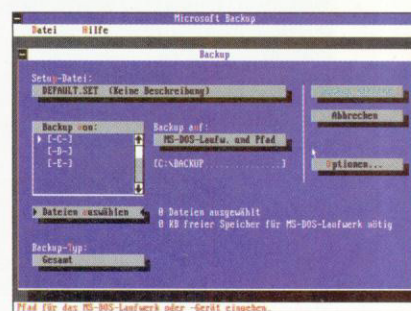 Microsoft Backup
Datei Hilfe
Backup
Setup-Datei:
DEFAULT.SET (Keine Beschreibung)
Abbrechen
Backup von:
Backup auf:
[-C-]
MS-DOS-Laufw. und Pfad
[-D-]
[-E-]
[C:\BACKUP...............]
Optionen...
Dateien auswählen
0 Dateien ausgewählt
0 KB freier Speicher für MS-DOS-Laufwerk nötig
Backup-Typ:
Gesamt
Pfad für das MS-DOS-Laufwerk oder -Gerät eingeben.